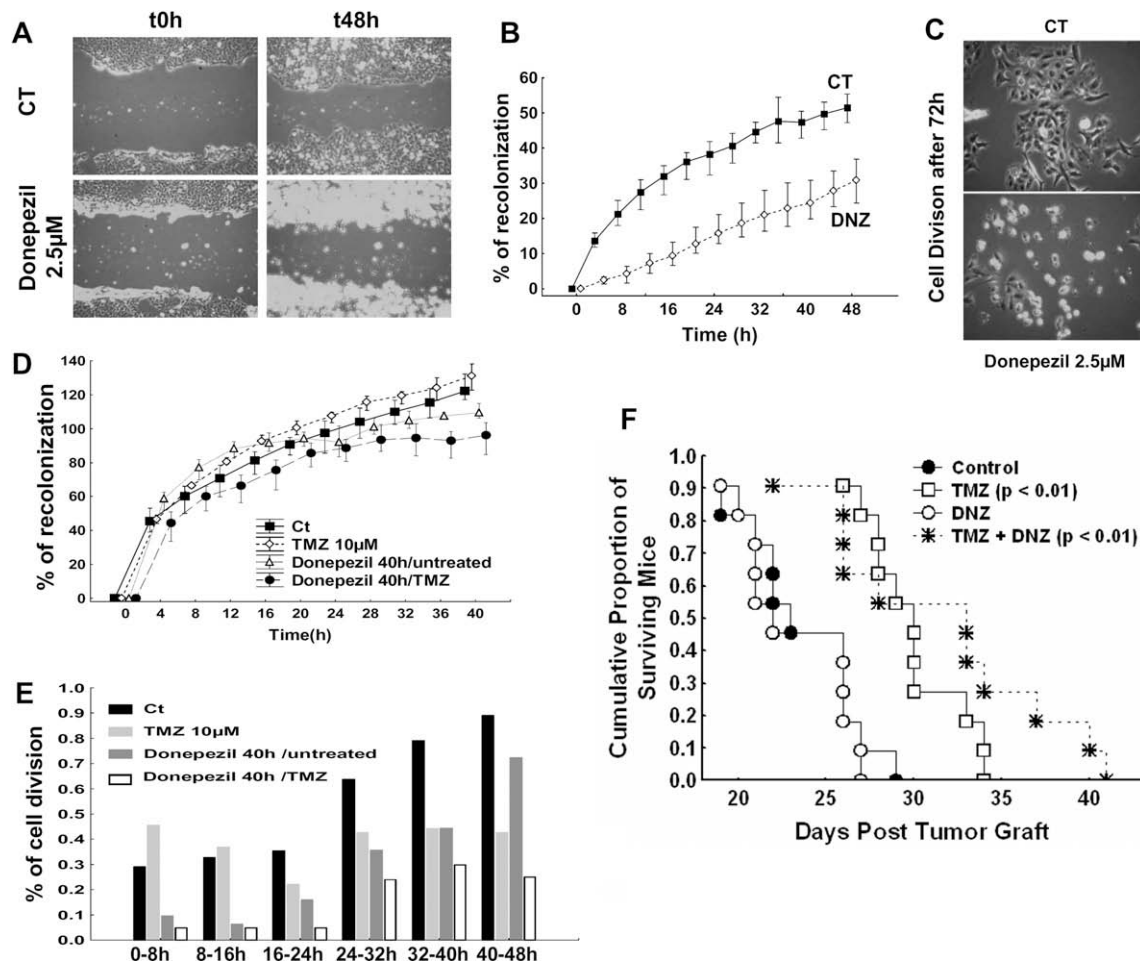 A
t0h
t48h
CT
Donepezil
2.5µM
B
% of recolonization
60
50
40
30
20
10
0
CT
DNZ
0 8 16 24 32 40 48
Time (h)
C
CT
Cell Divison after 72h
Donepezil 2.5µM
D
% of recolonization
140
120
100
80
60
40
20
0
Ct
TMZ 10µM
Donepezil 40h/untreated
Donepezil 40h/TMZ
0 4 8 12 16 20 24 28 32 36 40
Time(h)
E
% of cell division
1.0
0.9
0.8
0.7
0.6
0.5
0.4
0.3
0.2
0.1
0.0
Ct
TMZ 10µM
Donepezil 40h /untreated
Donepezil 40h /TMZ
0-8h 8-16h 16-24h 24-32h 32-40h 40-48h
F
Cumulative Proportion of
Surviving Mice
1.0
0.9
0.8
0.7
0.6
0.5
0.4
0.3
0.2
0.1
0.0
Control
TMZ (p < 0.01)
DNZ
TMZ + DNZ (p < 0.01)
20 25 30 34 40
Days Post Tumor Graft